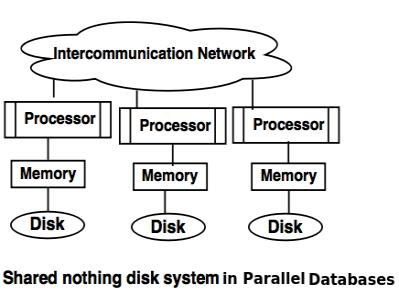 Intercommunication Network
Processor Processor Processor
Memory Memory Memory
Disk Disk Disk
Shared nothing disk system in Parallel Databases